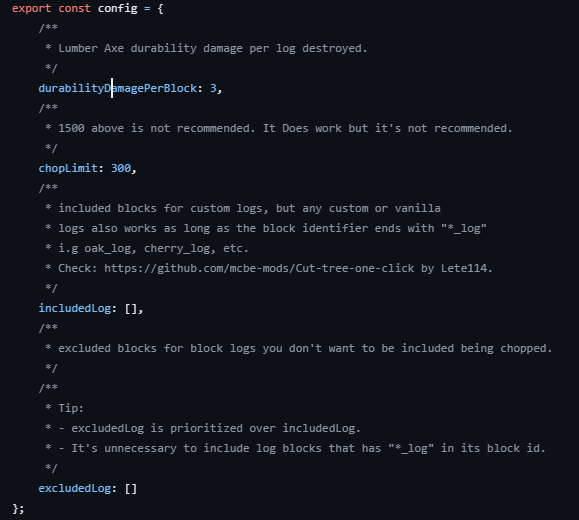 export const config = {
/**
* Lumber Axe durability damage per log destroyed.
*/
durabilityDamagePerBlock: 3,
/**
* 1500 above is not recommended. It Does work but it's not recommended.
*/
chopLimit: 300,
/**
* included blocks for custom logs, but any custom or vanilla
* logs also works as long as the block identifier ends with "*_log"
* i.g oak_log, cherry_log, etc.
* Check: https://github.com/mcbe-mods/Cut-tree-one-click by Lete114.
*/
includedLog: [],
/**
* excluded blocks for block logs you don't want to be included being chopped.
*/
/**
* Tip:
* - excludedLog is prioritized over includedLog.
* - It's unnecessary to include log blocks that has "*_log" in its block id.
*/
excludedLog: []
};